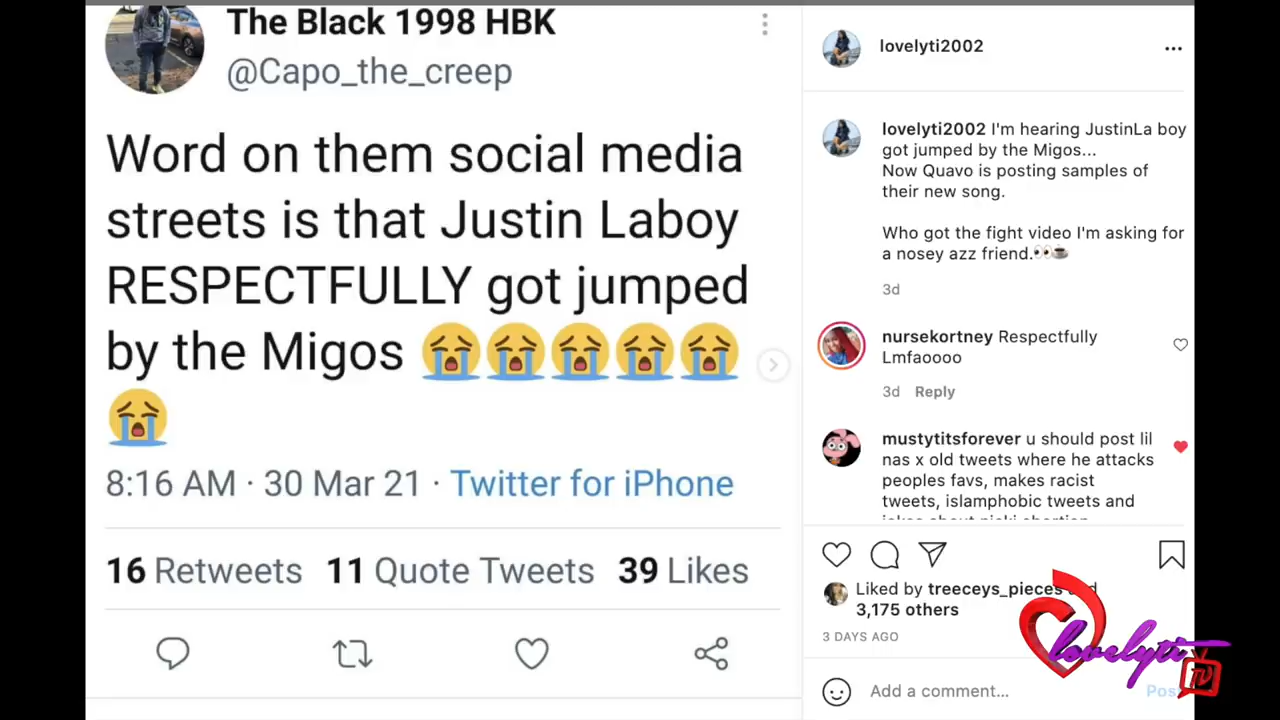 The Black 1998 HBK
@Capo_the_creep
Word on them social media
streets is that Justin Laboy
RESPECTFULLY got jumped
by the Migos 😭😭😭😭😭
😭
8:16 AM · 30 Mar 21 · Twitter for iPhone
16 Retweets 11 Quote Tweets 39 Likes
lovelyti2002
lovelyti2002 I'm hearing JustinLa boy
got jumped by the Migos...
Now Quavo is posting samples of
their new song.
Who got the fight video I'm asking for
a nosey azz friend.👀☕
3d
nursekortney Respectfully
Lmfaoooo
3d Reply
mustytitsforever u should post lil
nas x old tweets where he attacks
peoples favs, makes racist
tweets, islamphobic tweets and
Liked by treeceys_pieces and
3,175 others
3 DAYS AGO
Add a comment...
Pos
Lovelyti
TV